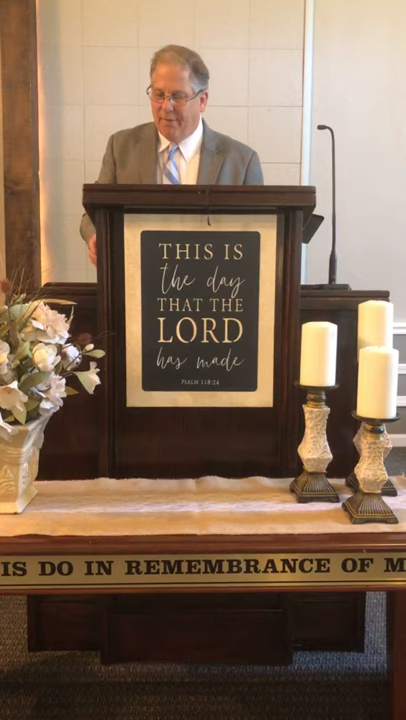 THIS IS
the day
THAT THE
LORD
has made
PSALM 118:24
IS DO IN REMEMBRANCE OF M